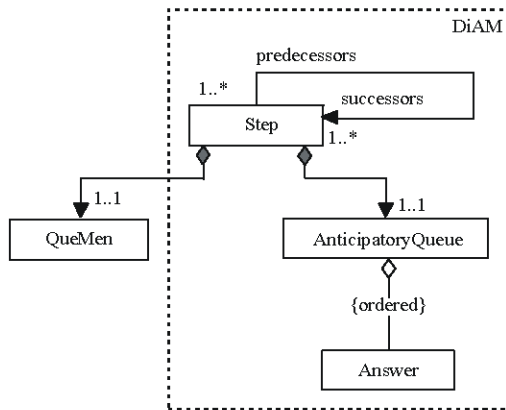 DiAM
predecessors
1..*
successors
Step
1..*
1..1
1..1
QueMen
AnticipatoryQueue
{ordered}
Answer